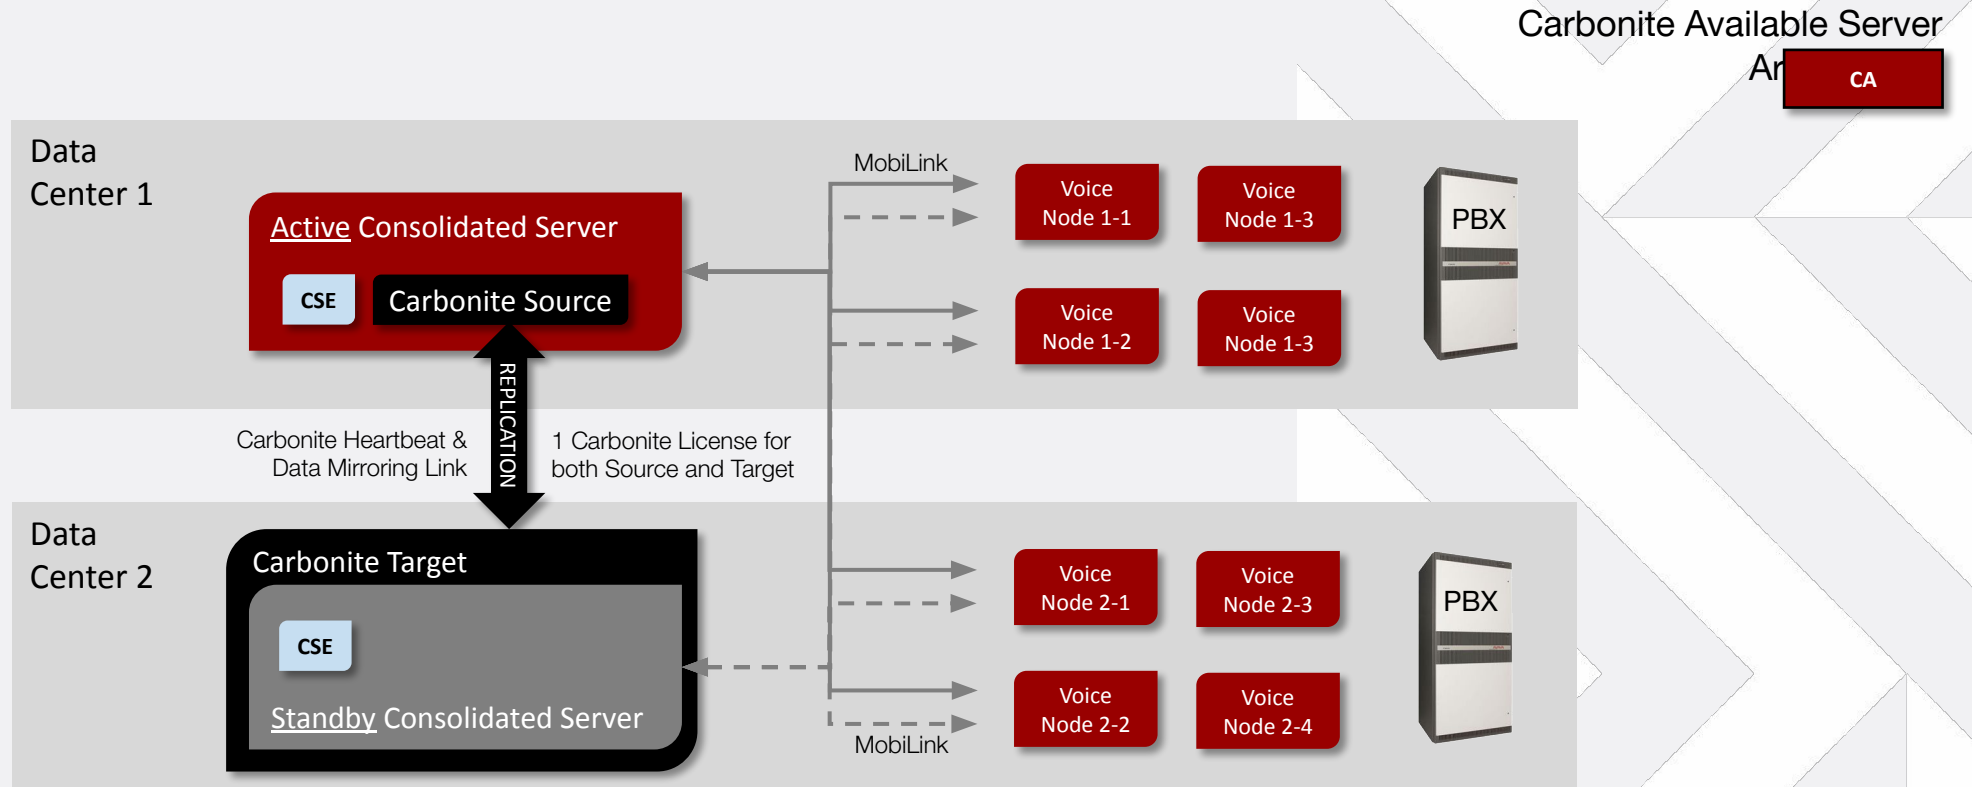 Carbonite Available Server
Ar
CA
Data
Center 1
Active Consolidated Server
CSE
Carbonite Source
MobiLink
Voice
Node 1-1
Voice
Node 1-3
Voice
Node 1-2
Voice
Node 1-3
PBX
REPLICATION
Carbonite Heartbeat &
Data Mirroring Link
1 Carbonite License for
both Source and Target
Data
Center 2
Carbonite Target
CSE
Standby Consolidated Server
Voice
Node 2-1
Voice
Node 2-3
Voice
Node 2-2
Voice
Node 2-4
MobiLink
PBX